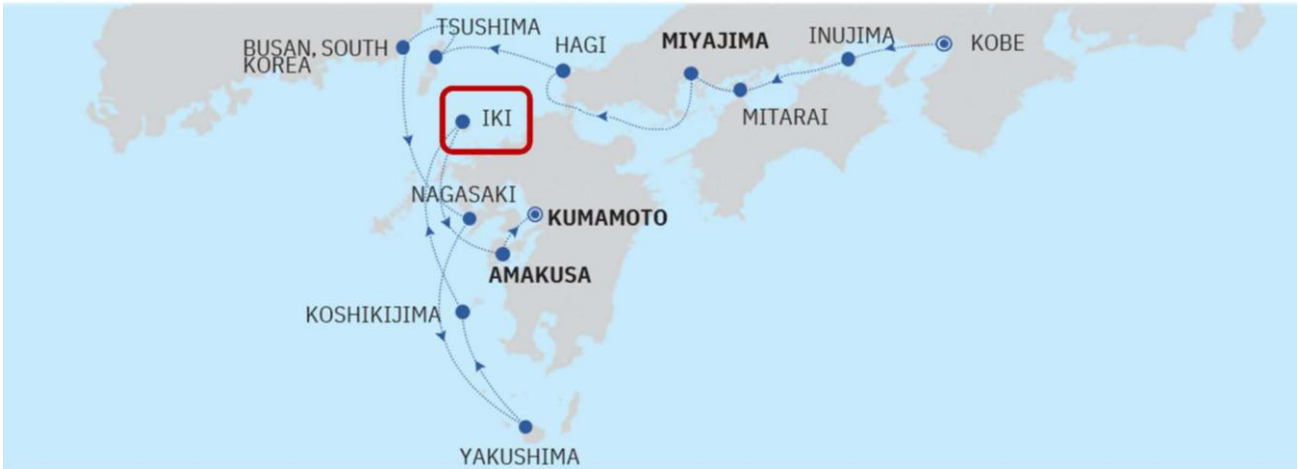 TSUSHIMA
BUSAN, SOUTH
KOREA
HAGI
MIYAJIMA
INUJIMA
KOBE
IKI
MITARAI
NAGASAKI
KUMAMOTO
AMAKUSA
KOSHIKIJIMA
YAKUSHIMA